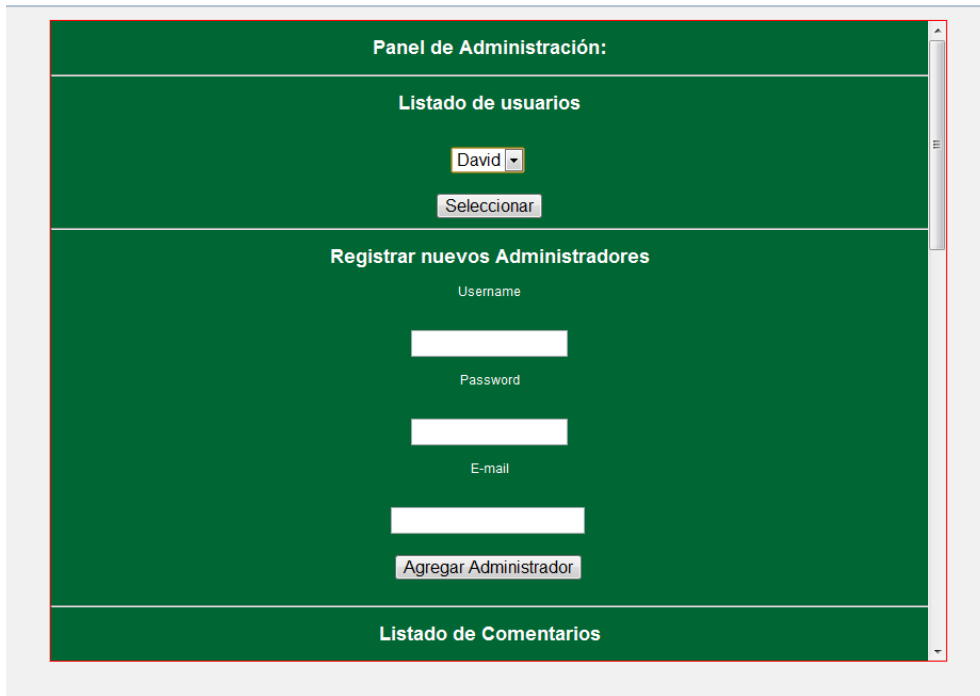 Panel de Administración:
Listado de usuarios
David
Seleccionar
Registrar nuevos Administradores
Username
Password
E-mail
Agregar Administrador
Listado de Comentarios